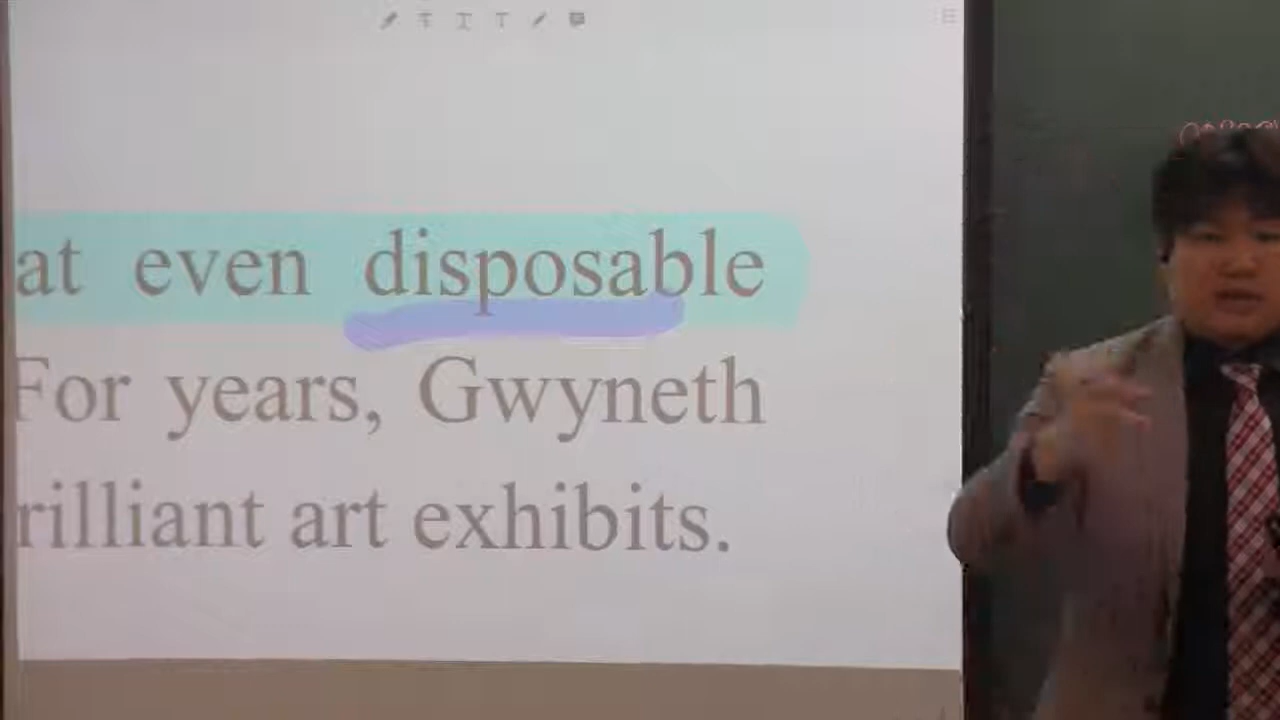 at even disposable
For years, Gwyneth
rilliant art exhibits.